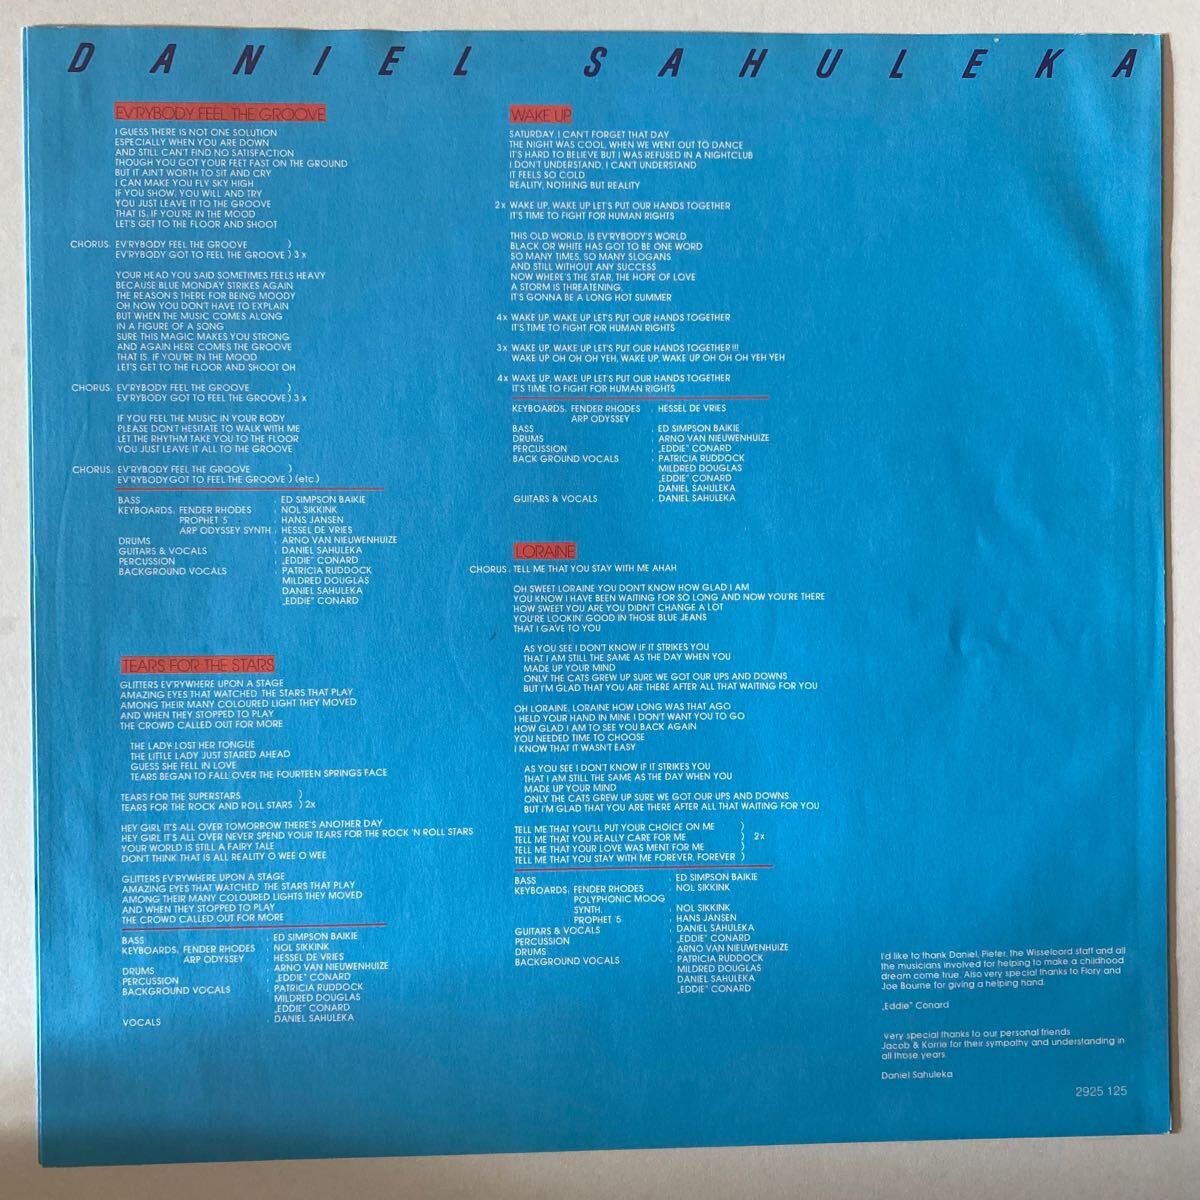 DANIEL SAHULEKA
EV'RYBODY FEEL THE GROOVE
I GUESS THERE IS NOT ONE SOLUTION
ESPECIALLY WHEN YOU ARE DOWN
AND STILL CAN'T FIND NO SATISFACTION
THOUGH YOU GOT YOUR FEET FAST ON THE GROUND
BUT IT AIN'T WORTH TO SIT AND CRY
I CAN MAKE YOU FLY SKY HIGH
IF YOU SHOW, YOU WILL AND TRY
YOU JUST LEAVE IT TO THE GROOVE
THAT IS, IF YOU'RE IN THE MOOD
LET'S GET TO THE FLOOR AND SHOOT
CHORUS: EV'RYBODY FEEL THE GROOVE )
EV'RYBODY GOT TO FEEL THE GROOVE ) 3 x
YOUR HEAD YOU SAID SOMETIMES FEELS HEAVY
BECAUSE BLUE MONDAY STRIKES AGAIN
THE REASON'S THERE FOR BEING MOODY
OH NOW YOU DON'T HAVE TO EXPLAIN
BUT WHEN THE MUSIC COMES ALONG
IN A FIGURE OF A SONG
SURE THIS MAGIC MAKES YOU STRONG
AND AGAIN HERE COMES THE GROOVE
THAT IS, IF YOU'RE IN THE MOOD
LET'S GET TO THE FLOOR AND SHOOT OH
CHORUS: EV'RYBODY FEEL THE GROOVE )
EV'RYBODY GOT TO FEEL THE GROOVE ) 3 x
IF YOU FEEL THE MUSIC IN YOUR BODY
PLEASE DON'T HESITATE TO WALK WITH ME
LET THE RHYTHM TAKE YOU TO THE FLOOR
YOU JUST LEAVE IT ALL TO THE GROOVE
CHORUS: EV'RYBODY FEEL THE GROOVE )
EV'RYBODY GOT TO FEEL THE GROOVE ) (etc.)
BASS : ED SIMPSON BAIKIE
KEYBOARDS: FENDER RHODES : NOL SIKKINK
PROPHET '5' : HANS JANSEN
ARP ODYSSEY SYNTH : HESSEL DE VRIES
DRUMS : ARNO VAN NIEUWENHUIZE
GUITARS & VOCALS : DANIEL SAHULEKA
PERCUSSION : „EDDIE" CONARD
BACKGROUND VOCALS : PATRICIA RUDDOCK
MILDRED DOUGLAS
DANIEL SAHULEKA
„EDDIE" CONARD
TEARS FOR THE STARS
GLITTERS EV'RYWHERE UPON A STAGE
AMAZING EYES THAT WATCHED THE STARS THAT PLAY
AMONG THEIR MANY COLOURED LIGHT THEY MOVED
AND WHEN THEY STOPPED TO PLAY
THE CROWD CALLED OUT FOR MORE
THE LADY LOST HER TONGUE
THE LITTLE LADY JUST STARED AHEAD
GUESS SHE FELL IN LOVE
TEARS BEGAN TO FALL OVER THE FOURTEEN SPRINGS FACE
TEARS FOR THE SUPERSTARS )
TEARS FOR THE ROCK AND ROLL STARS ) 2x
HEY GIRL IT'S ALL OVER TOMORROW THERE'S ANOTHER DAY
HEY GIRL IT'S ALL OVER NEVER SPEND YOUR TEARS FOR THE ROCK 'N ROLL STARS
YOUR WORLD IS STILL A FAIRY TALE
DON'T THINK THAT IS ALL REALITY O WEE O WEE
GLITTERS EV'RYWHERE UPON A STAGE
AMAZING EYES THAT WATCHED THE STARS THAT PLAY
AMONG THEIR MANY COLOURED LIGHTS THEY MOVED
AND WHEN THEY STOPPED TO PLAY
THE CROWD CALLED OUT FOR MORE
BASS : ED SIMPSON BAIKIE
KEYBOARDS: FENDER RHODES : NOL SIKKINK
ARP ODYSSEY : HESSEL DE VRIES
DRUMS : ARNO VAN NIEUWENHUIZE
PERCUSSION : „EDDIE" CONARD
BACKGROUND VOCALS : PATRICIA RUDDOCK
MILDRED DOUGLAS
„EDDIE" CONARD
VOCALS : DANIEL SAHULEKA
WAKE UP
SATURDAY, I CAN'T FORGET THAT DAY
THE NIGHT WAS COOL, WHEN WE WENT OUT TO DANCE
IT'S HARD TO BELIEVE BUT I WAS REFUSED IN A NIGHTCLUB
I DON'T UNDERSTAND, I CAN'T UNDERSTAND
IT FEELS SO COLD
REALITY, NOTHING BUT REALITY
2x WAKE UP, WAKE UP LET'S PUT OUR HANDS TOGETHER
IT'S TIME TO FIGHT FOR HUMAN RIGHTS
THIS OLD WORLD, IS EV'RYBODY'S WORLD
BLACK OR WHITE HAS GOT TO BE ONE WORD
SO MANY TIMES, SO MANY SLOGANS
AND STILL WITHOUT ANY SUCCESS
NOW WHERE'S THE STAR, THE HOPE OF LOVE
A STORM IS THREATENING,
IT'S GONNA BE A LONG HOT SUMMER
4x WAKE UP, WAKE UP LET'S PUT OUR HANDS TOGETHER
IT'S TIME TO FIGHT FOR HUMAN RIGHTS
3x WAKE UP, WAKE UP LET'S PUT OUR HANDS TOGETHER !!!
WAKE UP OH OH OH YEH, WAKE UP, WAKE UP OH OH OH YEH YEH
4x WAKE UP, WAKE UP LET'S PUT OUR HANDS TOGETHER
IT'S TIME TO FIGHT FOR HUMAN RIGHTS
KEYBOARDS: FENDER RHODES : HESSEL DE VRIES
ARP ODYSSEY
BASS : ED SIMPSON BAIKIE
DRUMS : ARNO VAN NIEUWENHUIZE
PERCUSSION : „EDDIE" CONARD
BACK GROUND VOCALS : PATRICIA RUDDOCK
MILDRED DOUGLAS
„EDDIE" CONARD
DANIEL SAHULEKA
GUITARS & VOCALS : DANIEL SAHULEKA
LORAINE
CHORUS: TELL ME THAT YOU STAY WITH ME AHAH
OH SWEET LORAINE YOU DON'T KNOW HOW GLAD I AM
YOU KNOW I HAVE BEEN WAITING FOR SO LONG AND NOW YOU'RE THERE
HOW SWEET YOU ARE YOU DIDN'T CHANGE A LOT
YOU'RE LOOKIN' GOOD IN THOSE BLUE JEANS
THAT I GAVE TO YOU
AS YOU SEE I DON'T KNOW IF IT STRIKES YOU
THAT I AM STILL THE SAME AS THE DAY WHEN YOU
MADE UP YOUR MIND
ONLY THE CATS GREW UP SURE WE GOT OUR UPS AND DOWNS
BUT I'M GLAD THAT YOU ARE THERE AFTER ALL THAT WAITING FOR YOU
OH LORAINE, LORAINE HOW LONG WAS THAT AGO
I HELD YOUR HAND IN MINE I DON'T WANT YOU TO GO
HOW GLAD I AM TO SEE YOU BACK AGAIN
YOU NEEDED TIME TO CHOOSE
I KNOW THAT IT WASN'T EASY
AS YOU SEE I DON'T KNOW IF IT STRIKES YOU
THAT I AM STILL THE SAME AS THE DAY WHEN YOU
MADE UP YOUR MIND
ONLY THE CATS GREW UP SURE WE GOT OUR UPS AND DOWNS
BUT I'M GLAD THAT YOU ARE THERE AFTER ALL THAT WAITING FOR YOU
TELL ME THAT YOU'LL PUT YOUR CHOICE ON ME )
TELL ME THAT YOU REALLY CARE FOR ME ) 2x
TELL ME THAT YOUR LOVE WAS MENT FOR ME )
TELL ME THAT YOU STAY WITH ME FOREVER, FOREVER )
BASS : ED SIMPSON BAIKIE
KEYBOARDS: FENDER RHODES : NOL SIKKINK
POLYPHONIC MOOG
SYNTH. : NOL SIKKINK
PROPHET '5' : HANS JANSEN
GUITARS & VOCALS : DANIEL SAHULEKA
PERCUSSION : „EDDIE" CONARD
DRUMS : ARNO VAN NIEUWENHUIZE
BACKGROUND VOCALS : PATRICIA RUDDOCK
MILDRED DOUGLAS
DANIEL SAHULEKA
„EDDIE" CONARD
I'd like to thank Daniel, Pieter, the Wisseloord staff and all
the musicians involved for helping to make a childhood
dream come true. Also very special thanks to Flory and
Joe Bourne for giving a helping hand.
„Eddie" Conard
Very special thanks to our personal friends
Jacob & Korrie for their sympathy and understanding in
all those years.
Daniel Sahuleka
2925 125